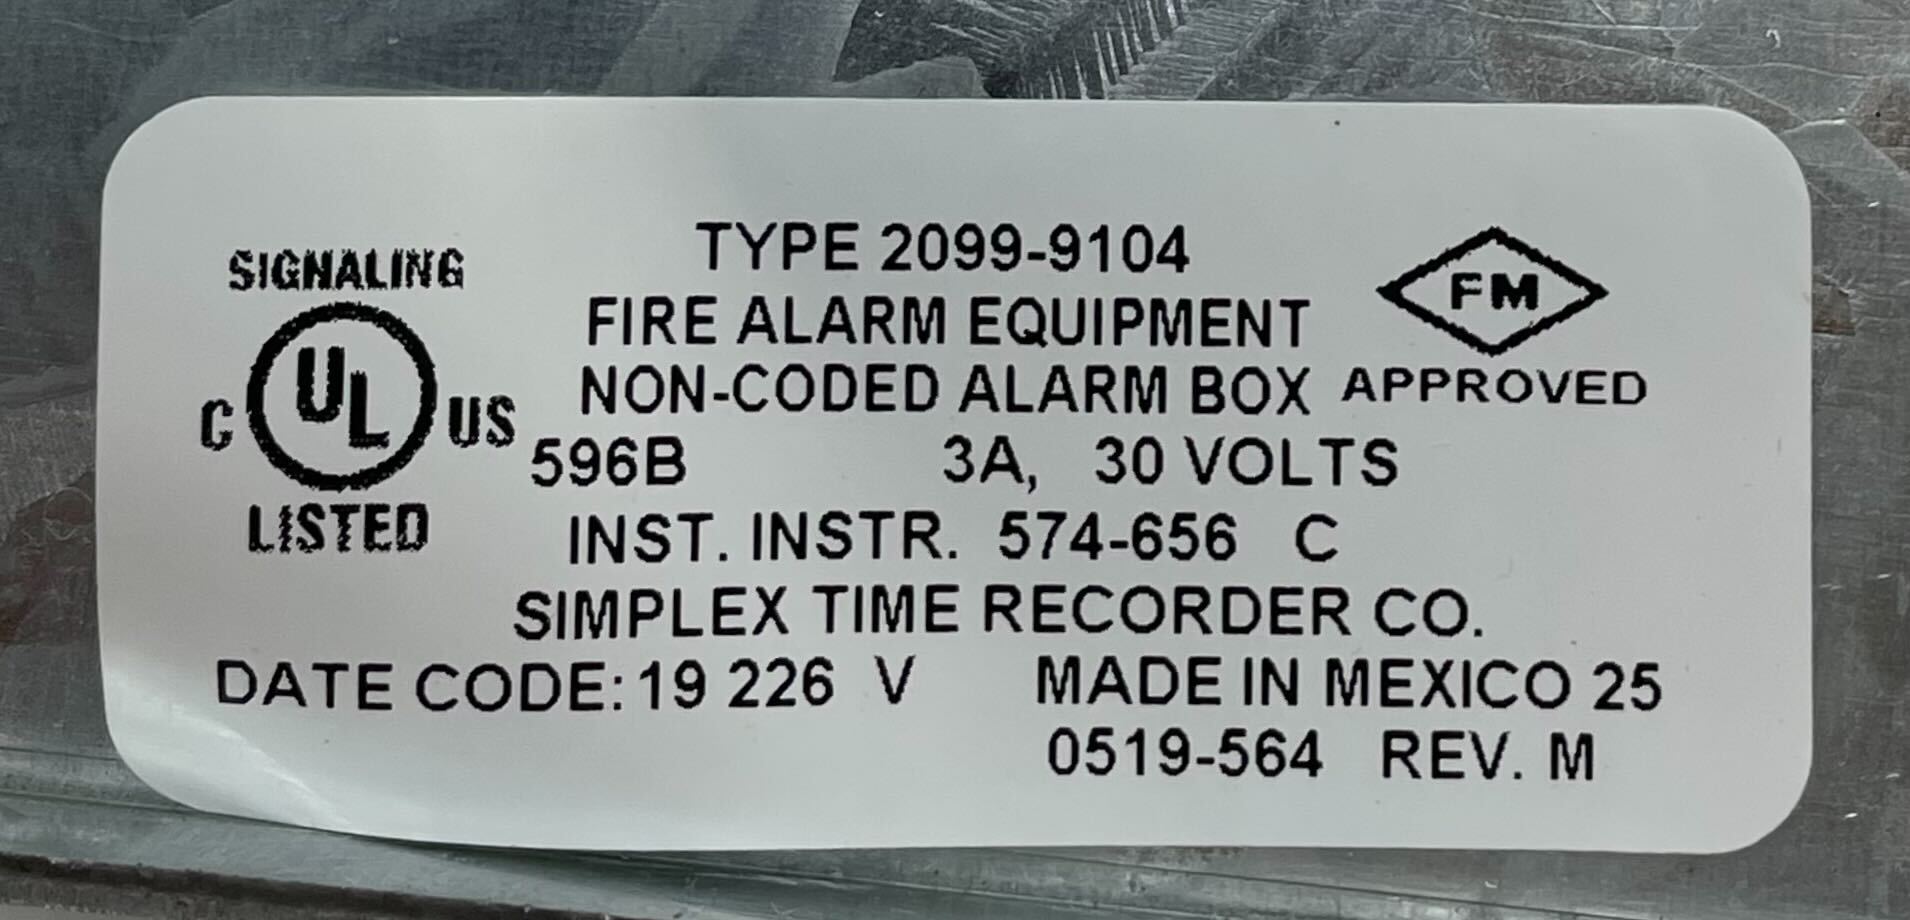 TYPE 2099-9104
FIRE ALARM EQUIPMENT
NON-CODED ALARM BOX
596B 3A, 30 VOLTS
INST. INSTR. 574-656 C
SIMPLEX TIME RECORDER CO.
DATE CODE: 19 226 V MADE IN MEXICO 25
0519-564 REV. M
SIGNALING
C UL US
LISTED
FM
APPROVED